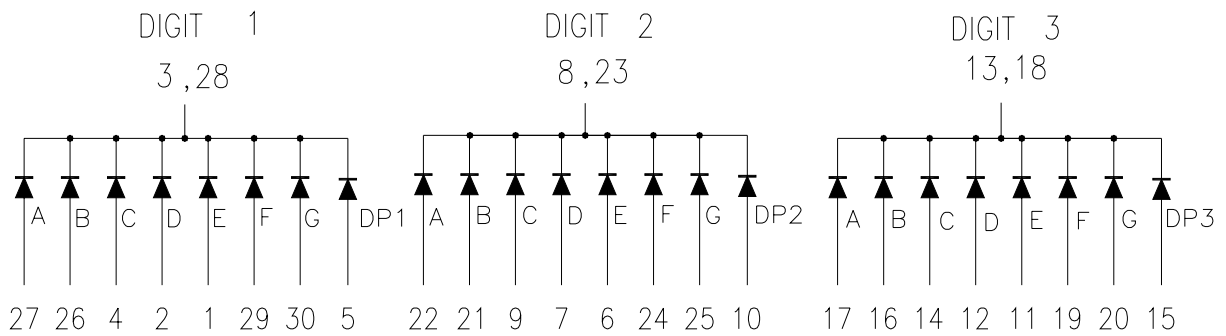 DIGIT 1 DIGIT 2 DIGIT 3
3,28 8,23 13,18
A B C D E F G DP1 A B C D E F G DP2 A B C D E F G DP3
27 26 4 2 1 29 30 5 22 21 9 7 6 24 25 10 17 16 14 12 11 19 20 15